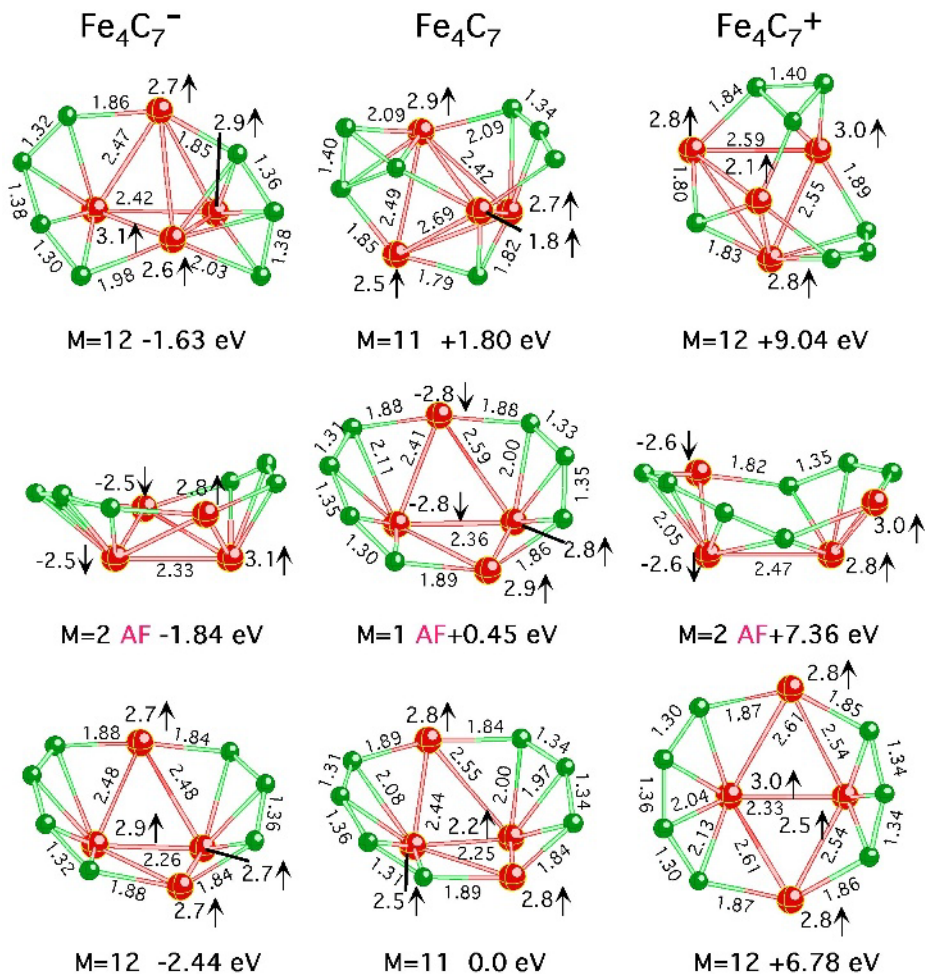 Fe₄C₇⁻ Fe₄C₇ Fe₄C₇⁺
2.7↑ 1.86 1.32 2.47 1.85 2.9↑ 1.38 2.42 1.36 3.1↑ 1.30 1.98 2.6↑ 2.03 1.38
2.9↑ 2.09 1.34 2.09 1.40 2.42 2.49 2.69 2.7↑ 1.85 1.8↑ 1.82 2.5↑ 1.79
1.40 1.84 2.8↑ 2.59 3.0↑ 2.1↑ 1.80 2.55 1.89 1.83 2.8↑
M=12 -1.63 eV M=11 +1.80 eV M=12 +9.04 eV
-2.5↓ 2.8↑ -2.5↓ 2.33 3.1↑
-2.8↓ 1.88 1.88 1.31 1.33 2.11 2.41 2.59 2.00 1.35 -2.8↓ 1.35 2.36 1.30 1.86 2.8↑ 1.89 2.9↑
-2.6↓ 1.82 1.35 2.05 3.0↑ -2.6↓ 2.47 2.8↑
M=2 AF -1.84 eV M=1 AF+0.45 eV M=2 AF+7.36 eV
2.7↑ 1.88 1.84 2.48 2.48 2.9↑ 1.36 1.32 2.26 2.7↑ 1.88 1.84 2.7↑
2.8↑ 1.89 1.84 1.34 1.31 2.55 2.08 2.00 1.97 2.44 1.34 2.2↑ 1.36 2.25 1.37 1.84 2.5↑ 1.89 2.8↑
2.8↑ 1.30 1.87 1.85 2.61 2.54 1.34 3.0↑ 1.36 2.04 2.33 2.5↑ 1.34 2.13 2.61 2.54 1.30 1.87 1.86 2.8↑
M=12 -2.44 eV M=11 0.0 eV M=12 +6.78 eV